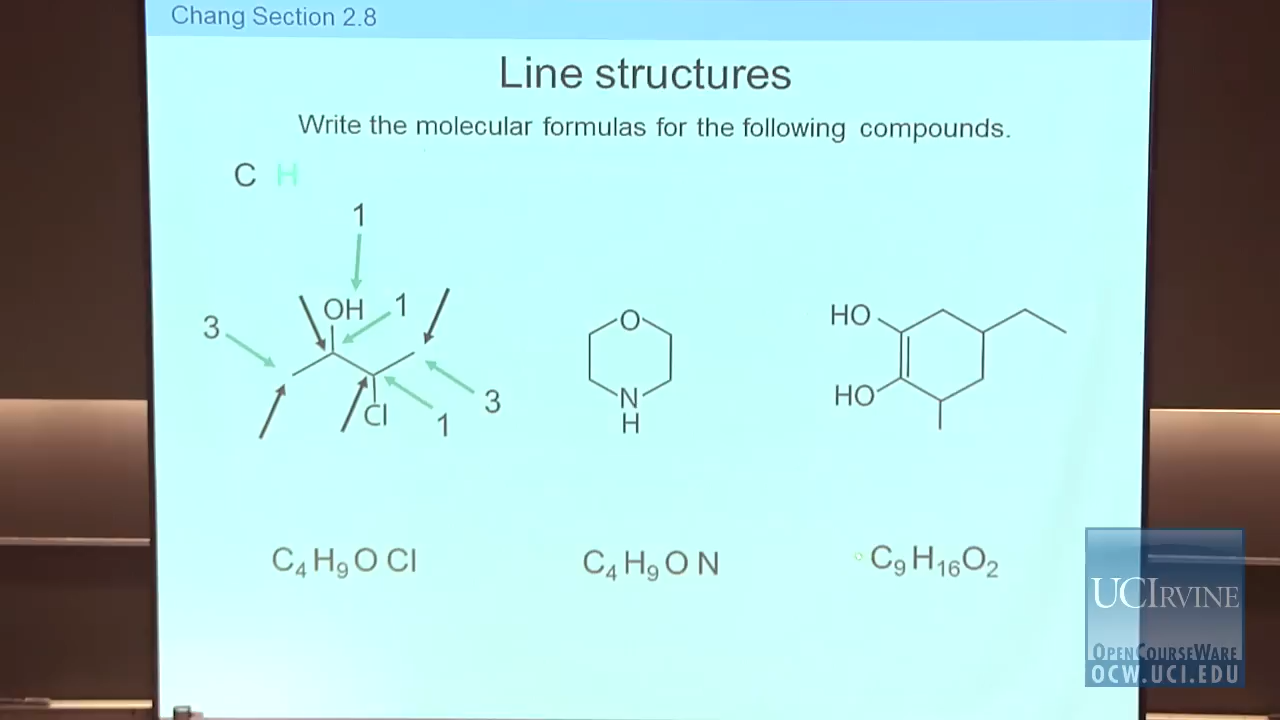 Chang Section 2.8
Line structures
Write the molecular formulas for the following compounds.
C H
1
3
OH
1
Cl
1
3
O
N
H
HO
HO
C4H9O Cl
C4H9O N
C9H16O2
UCIRVINE
OPENCOURSEWARE
OCW.UCI.EDU